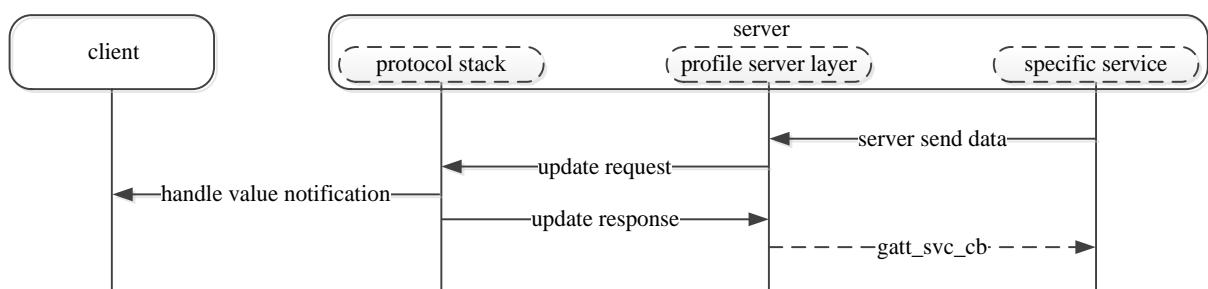 client
server
protocol stack
profile server layer
specific service
server send data
update request
handle value notification
update response
gatt_svc_cb